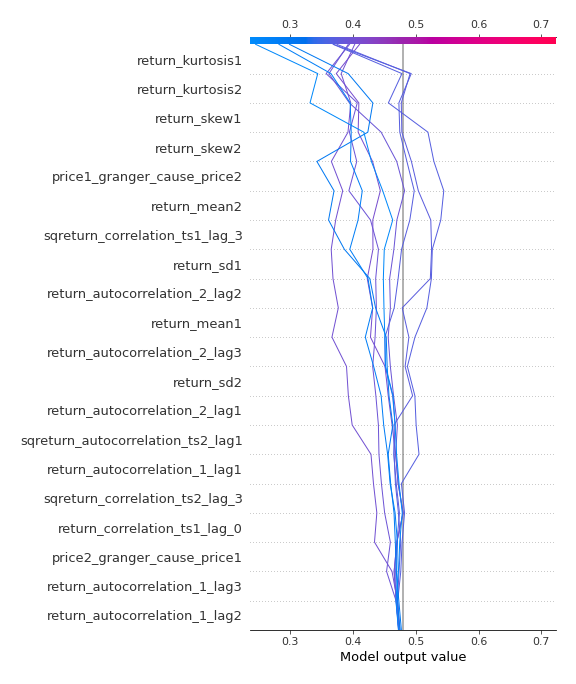 0.3 0.4 0.5 0.6 0.7
return_kurtosis1
return_kurtosis2
return_skew1
return_skew2
price1_granger_cause_price2
return_mean2
sqreturn_correlation_ts1_lag_3
return_sd1
return_autocorrelation_2_lag2
return_mean1
return_autocorrelation_2_lag3
return_sd2
return_autocorrelation_2_lag1
sqreturn_autocorrelation_ts2_lag1
return_autocorrelation_1_lag1
sqreturn_correlation_ts2_lag_3
return_correlation_ts1_lag_0
price2_granger_cause_price1
return_autocorrelation_1_lag3
return_autocorrelation_1_lag2
0.3 0.4 0.5 0.6 0.7
Model output value